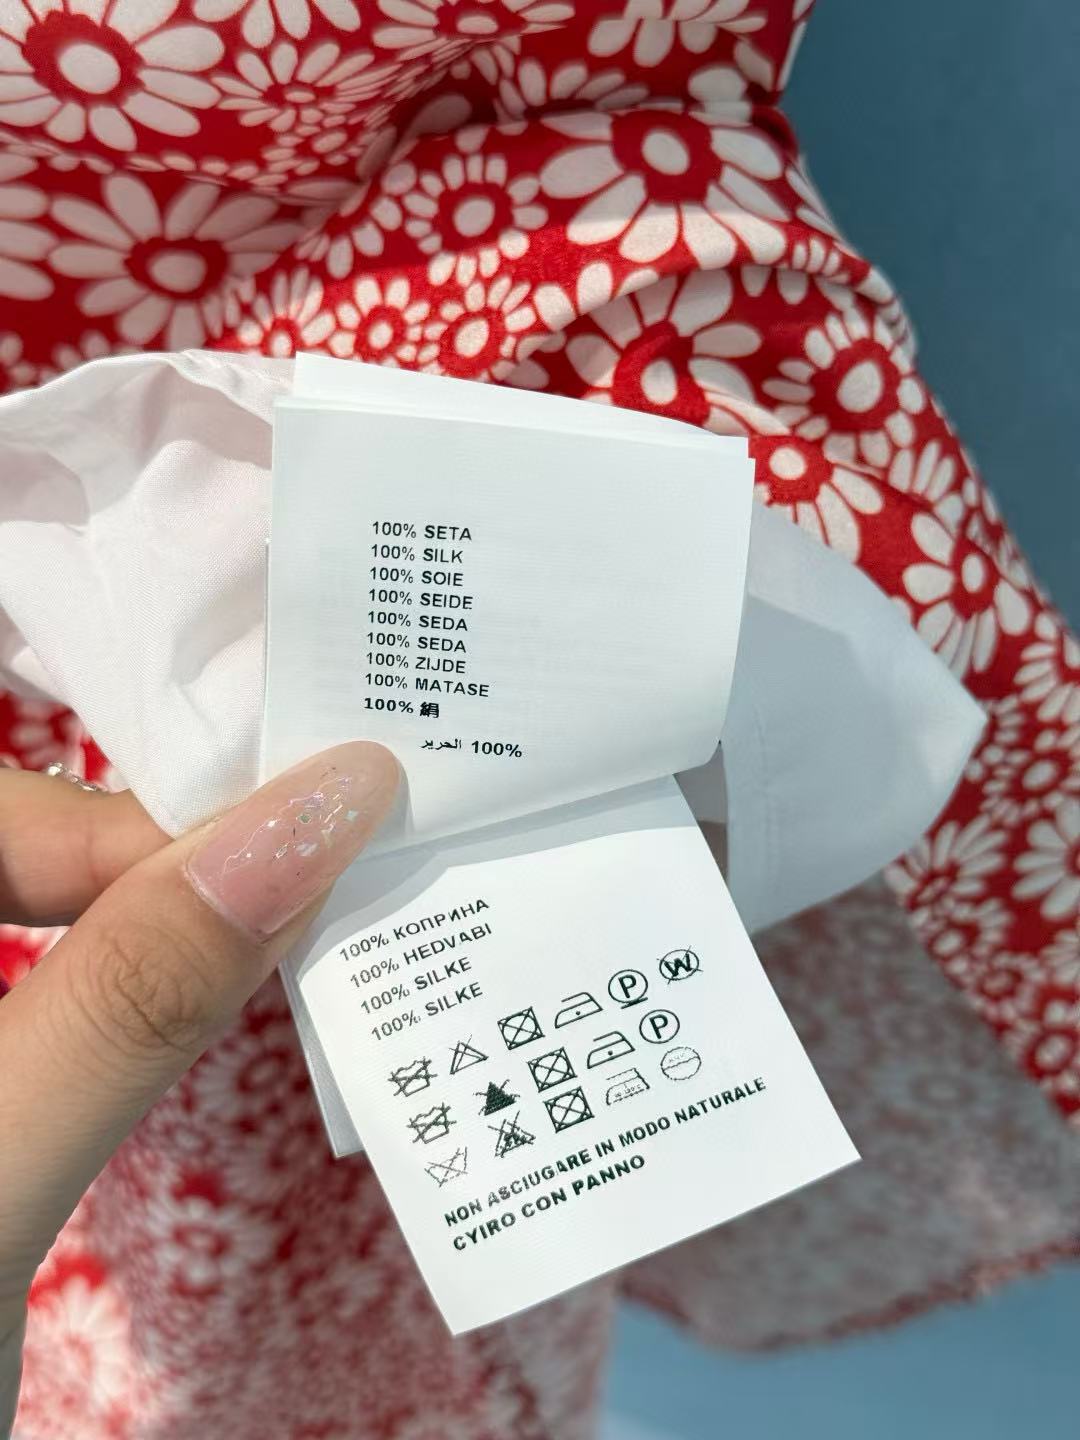 100% SETA
100% SILK
100% SOIE
100% SEIDE
100% SEDA
100% SEDA
100% ZIJDE
100% MATASE
100% 絹
100% الحرير
100% КОПРИНА
100% HEDVABI
100% SILKE
100% SILKE
P
W
P
NON ASCIUGARE IN MODO NATURALE
CYIRO CON PANNO